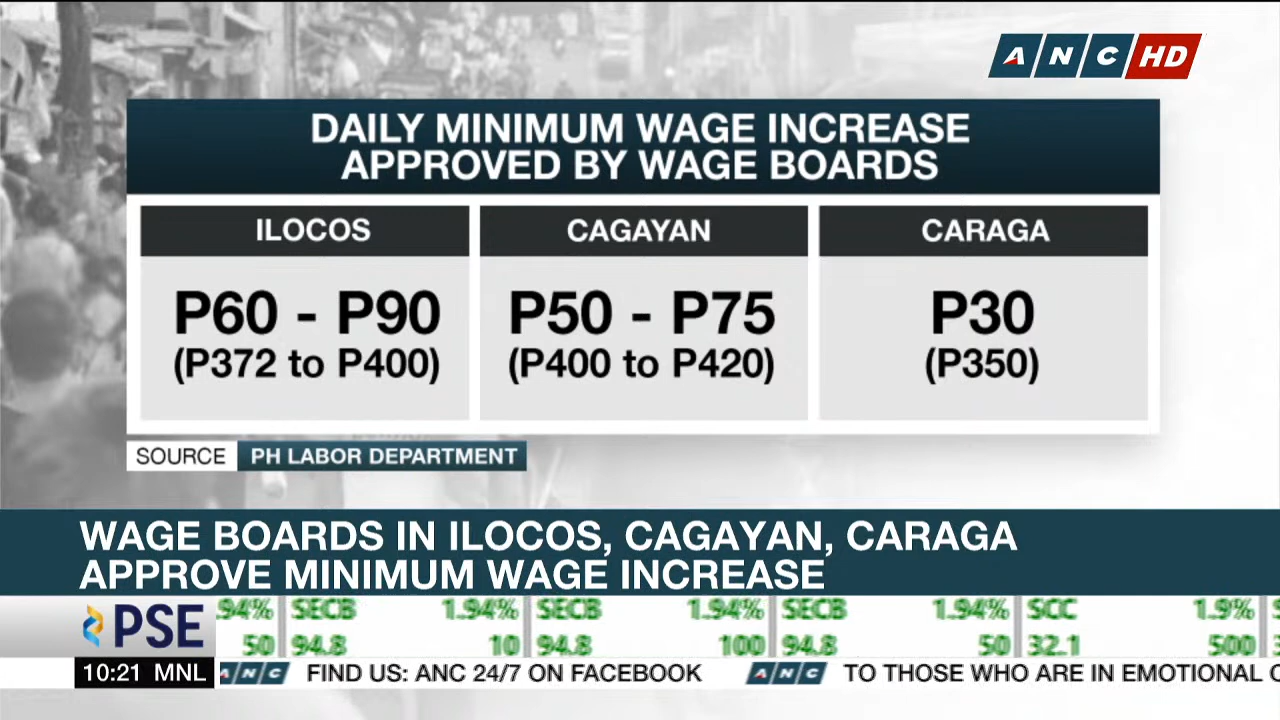 ANC HD
DAILY MINIMUM WAGE INCREASE
APPROVED BY WAGE BOARDS
ILOCOS
P60 - P90
(P372 to P400)
CAGAYAN
P50 - P75
(P400 to P420)
CARAGA
P30
(P350)
SOURCE PH LABOR DEPARTMENT
WAGE BOARDS IN ILOCOS, CAGAYAN, CARAGA
APPROVE MINIMUM WAGE INCREASE
PSE
.94% SECB 1.94% SECB 1.94% SECB 1.94% SCC 1.9%
50 94.8 10 94.8 100 94.8 50 32.1 500
10:21 MNL ANC FIND US: ANC 24/7 ON FACEBOOK ANC TO THOSE WHO ARE IN EMOTIONAL